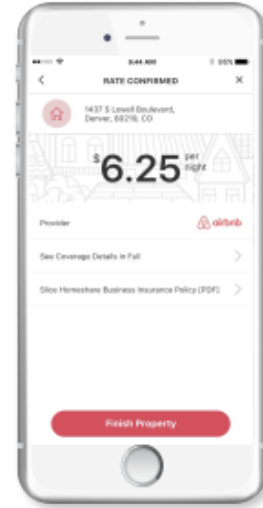 9:44 AM
RATE CONFIRMED
1437 S Lowell Boulevard,
Denver, 80219, CO
$6.25 per night
Provider
airbnb
See Coverage Details in Full
Slice Homeshare Business Insurance Policy (PDF)
Finish Property